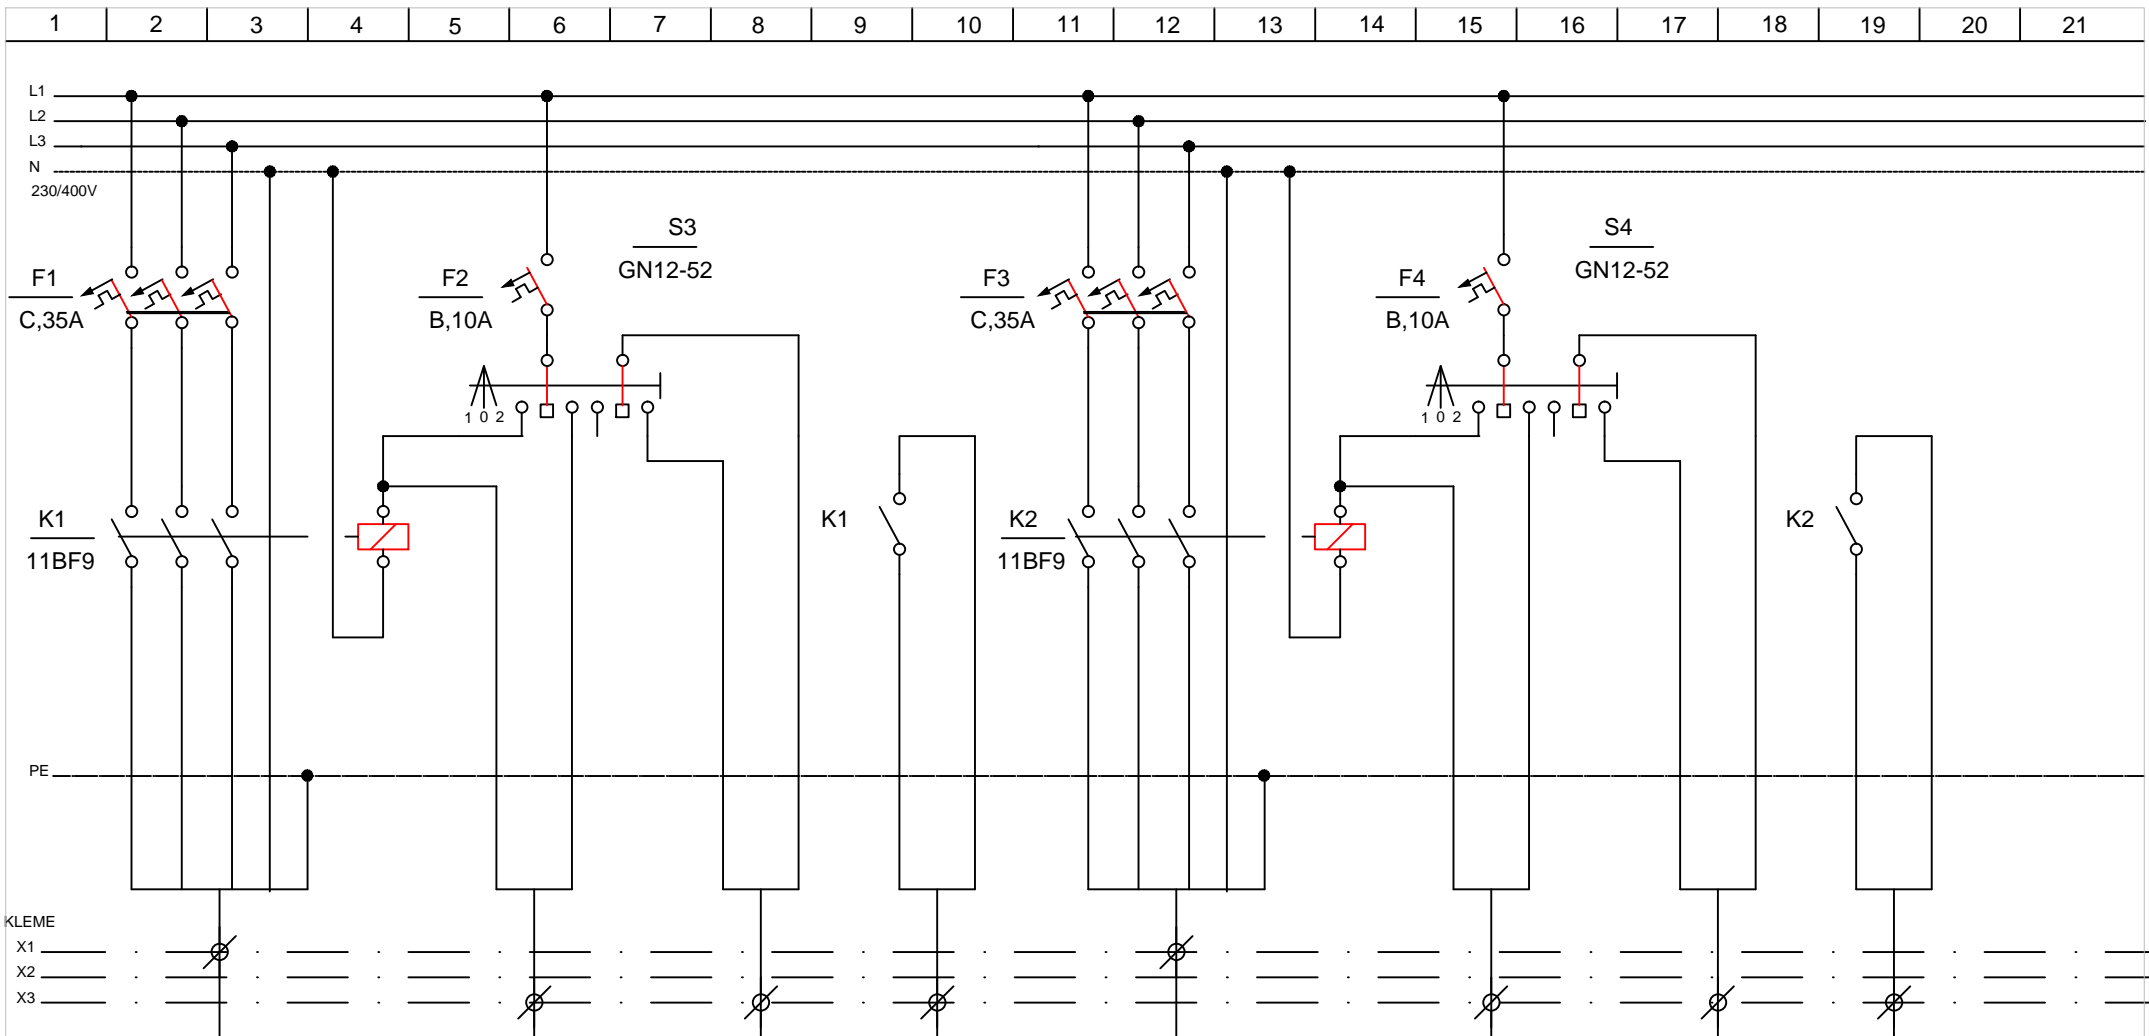 1 2 3 4 5 6 7 8 9 10 11 12 13 14 15 16 17 18 19 20 21
L1
L2
L3
N
230/400V
S3
GN12-52
S4
GN12-52
F1
C,35A
F2
B,10A
F3
C,35A
F4
B,10A
1 0 2
1 0 2
K1
11BF9
K1
K2
11BF9
K2
PE
KLEME
X1
X2
X3